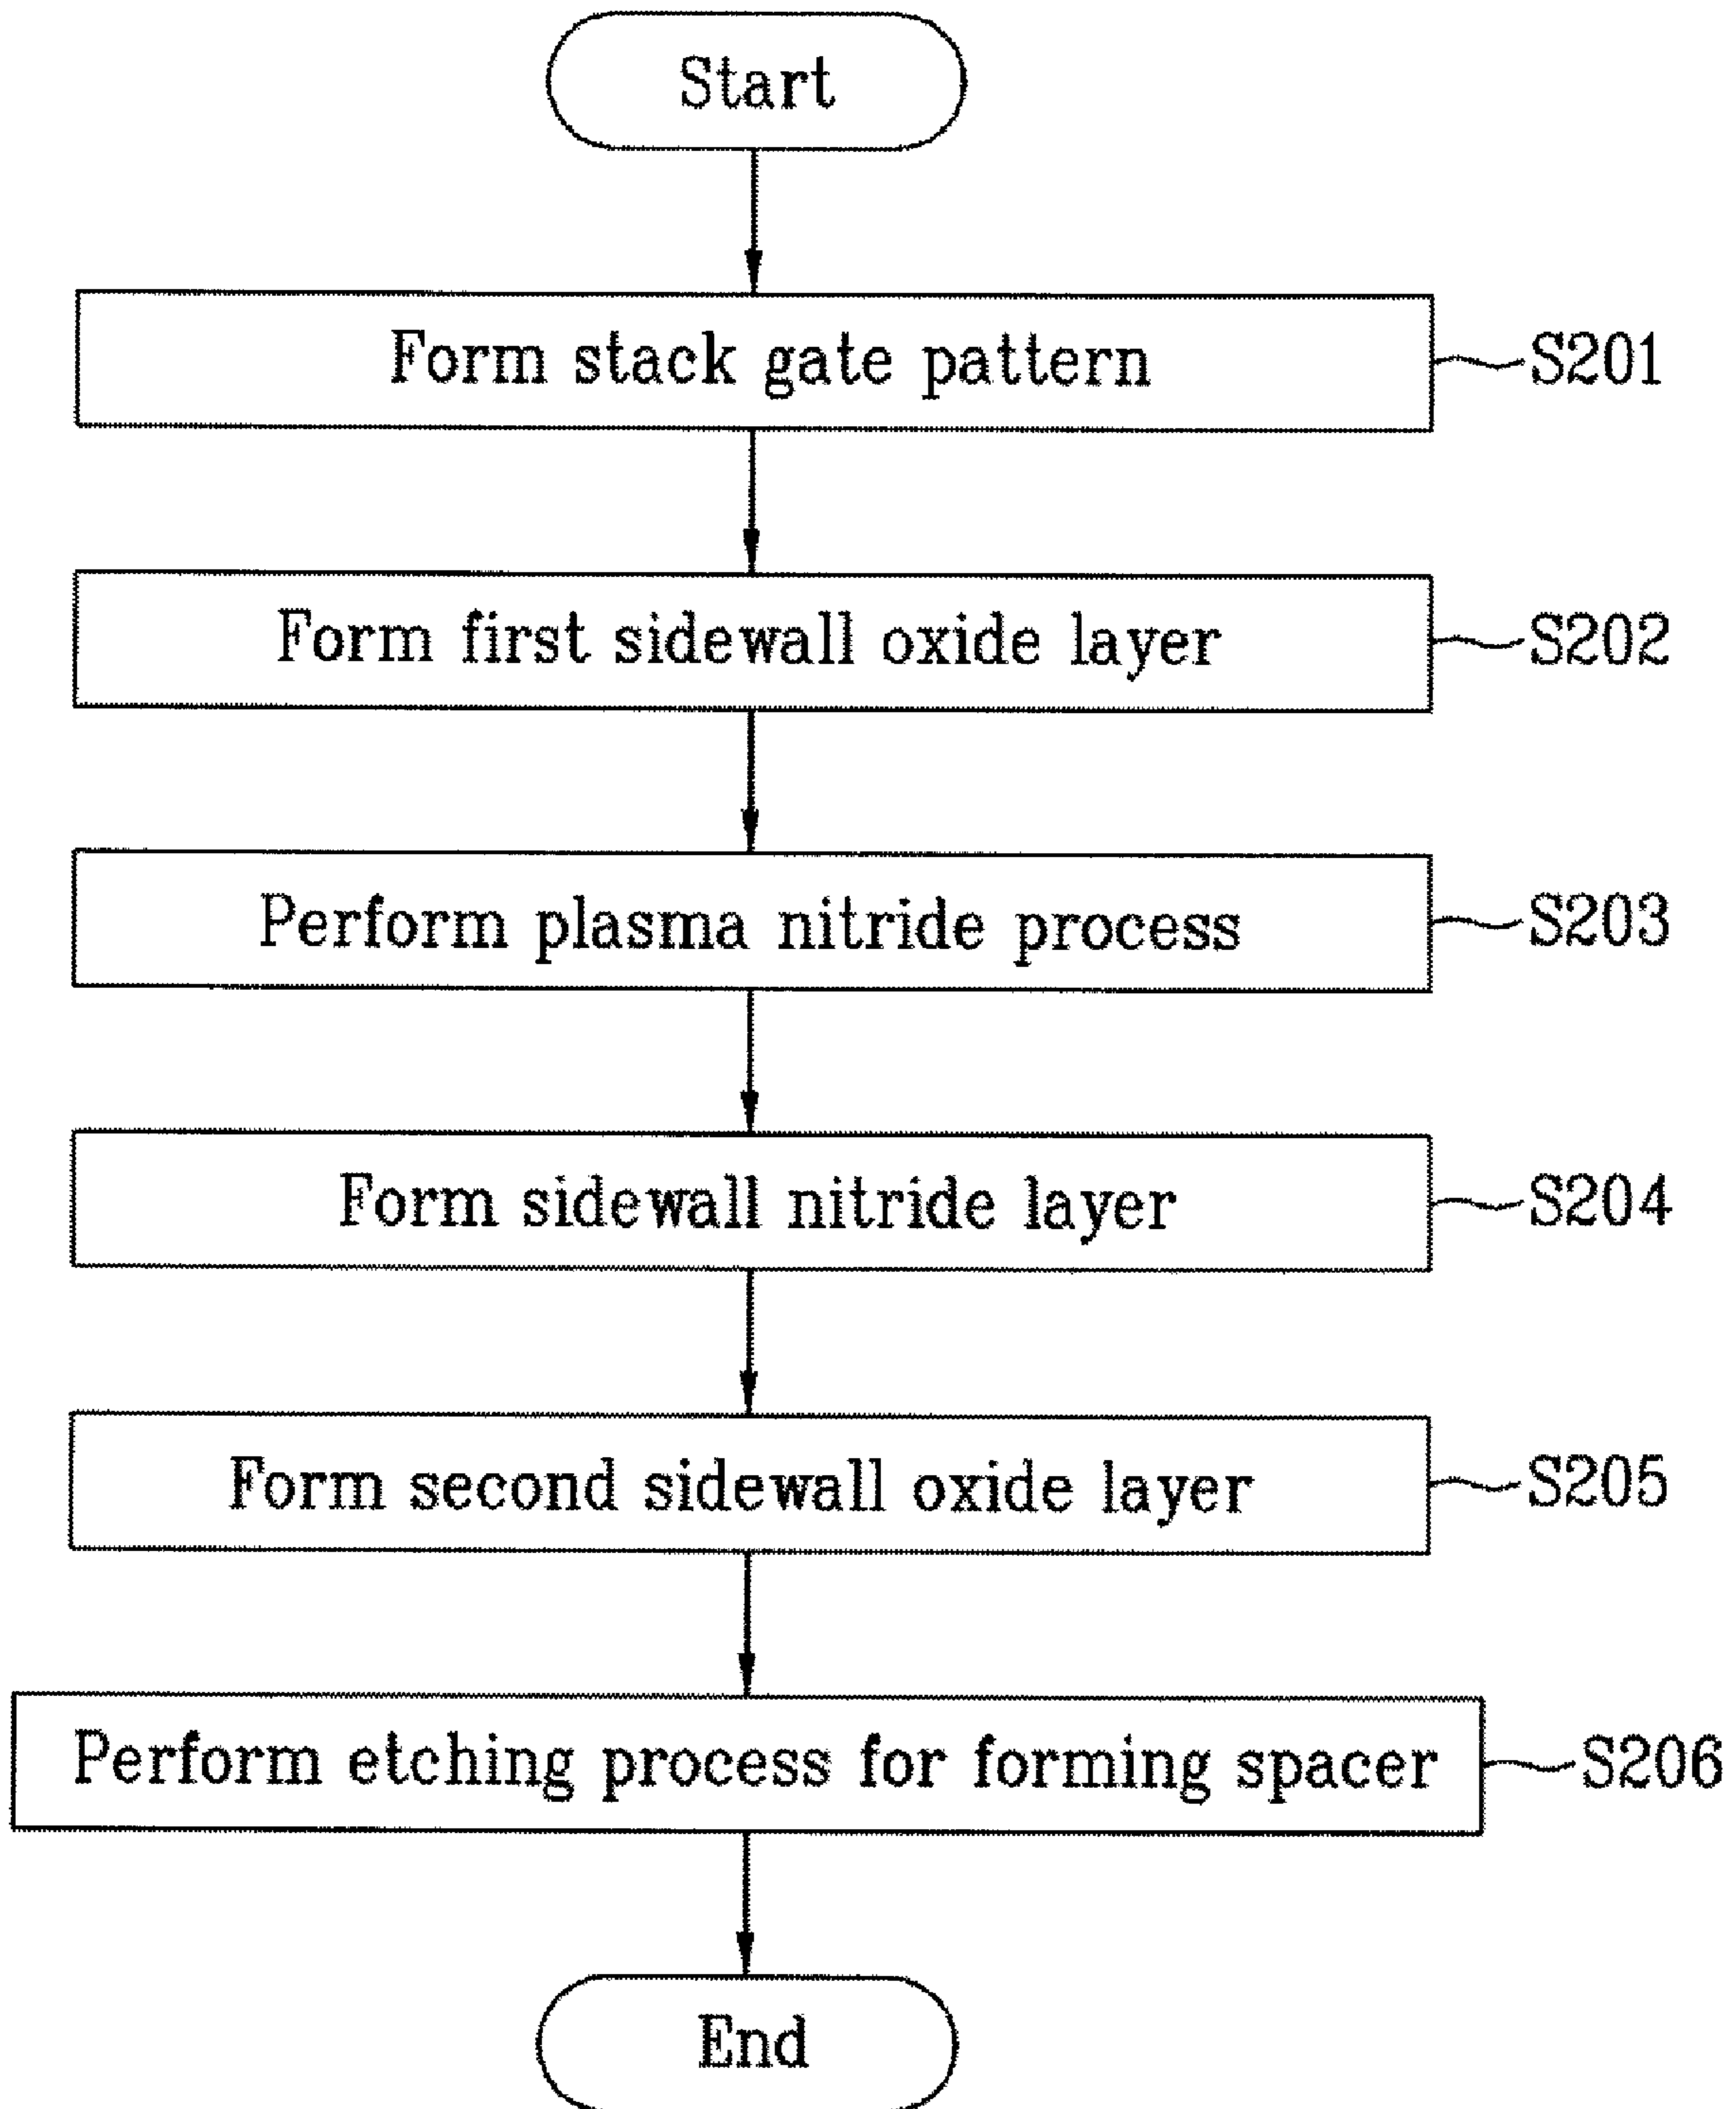 Start
Form stack gate pattern
S201
Form first sidewall oxide layer
S202
Perform plasma nitride process
S203
Form sidewall nitride layer
S204
Form second sidewall oxide layer
S205
Perform etching process for forming spacer
S206
End